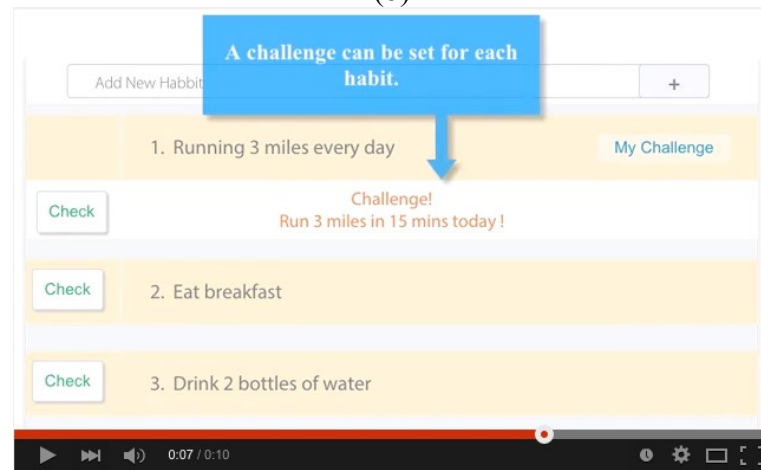 A challenge can be set for each
habit.
Add New Habbit
+
1. Running 3 miles every day
My Challenge
Check
Challenge!
Run 3 miles in 15 mins today !
Check
2. Eat breakfast
Check
3. Drink 2 bottles of water
0:07 / 0:10